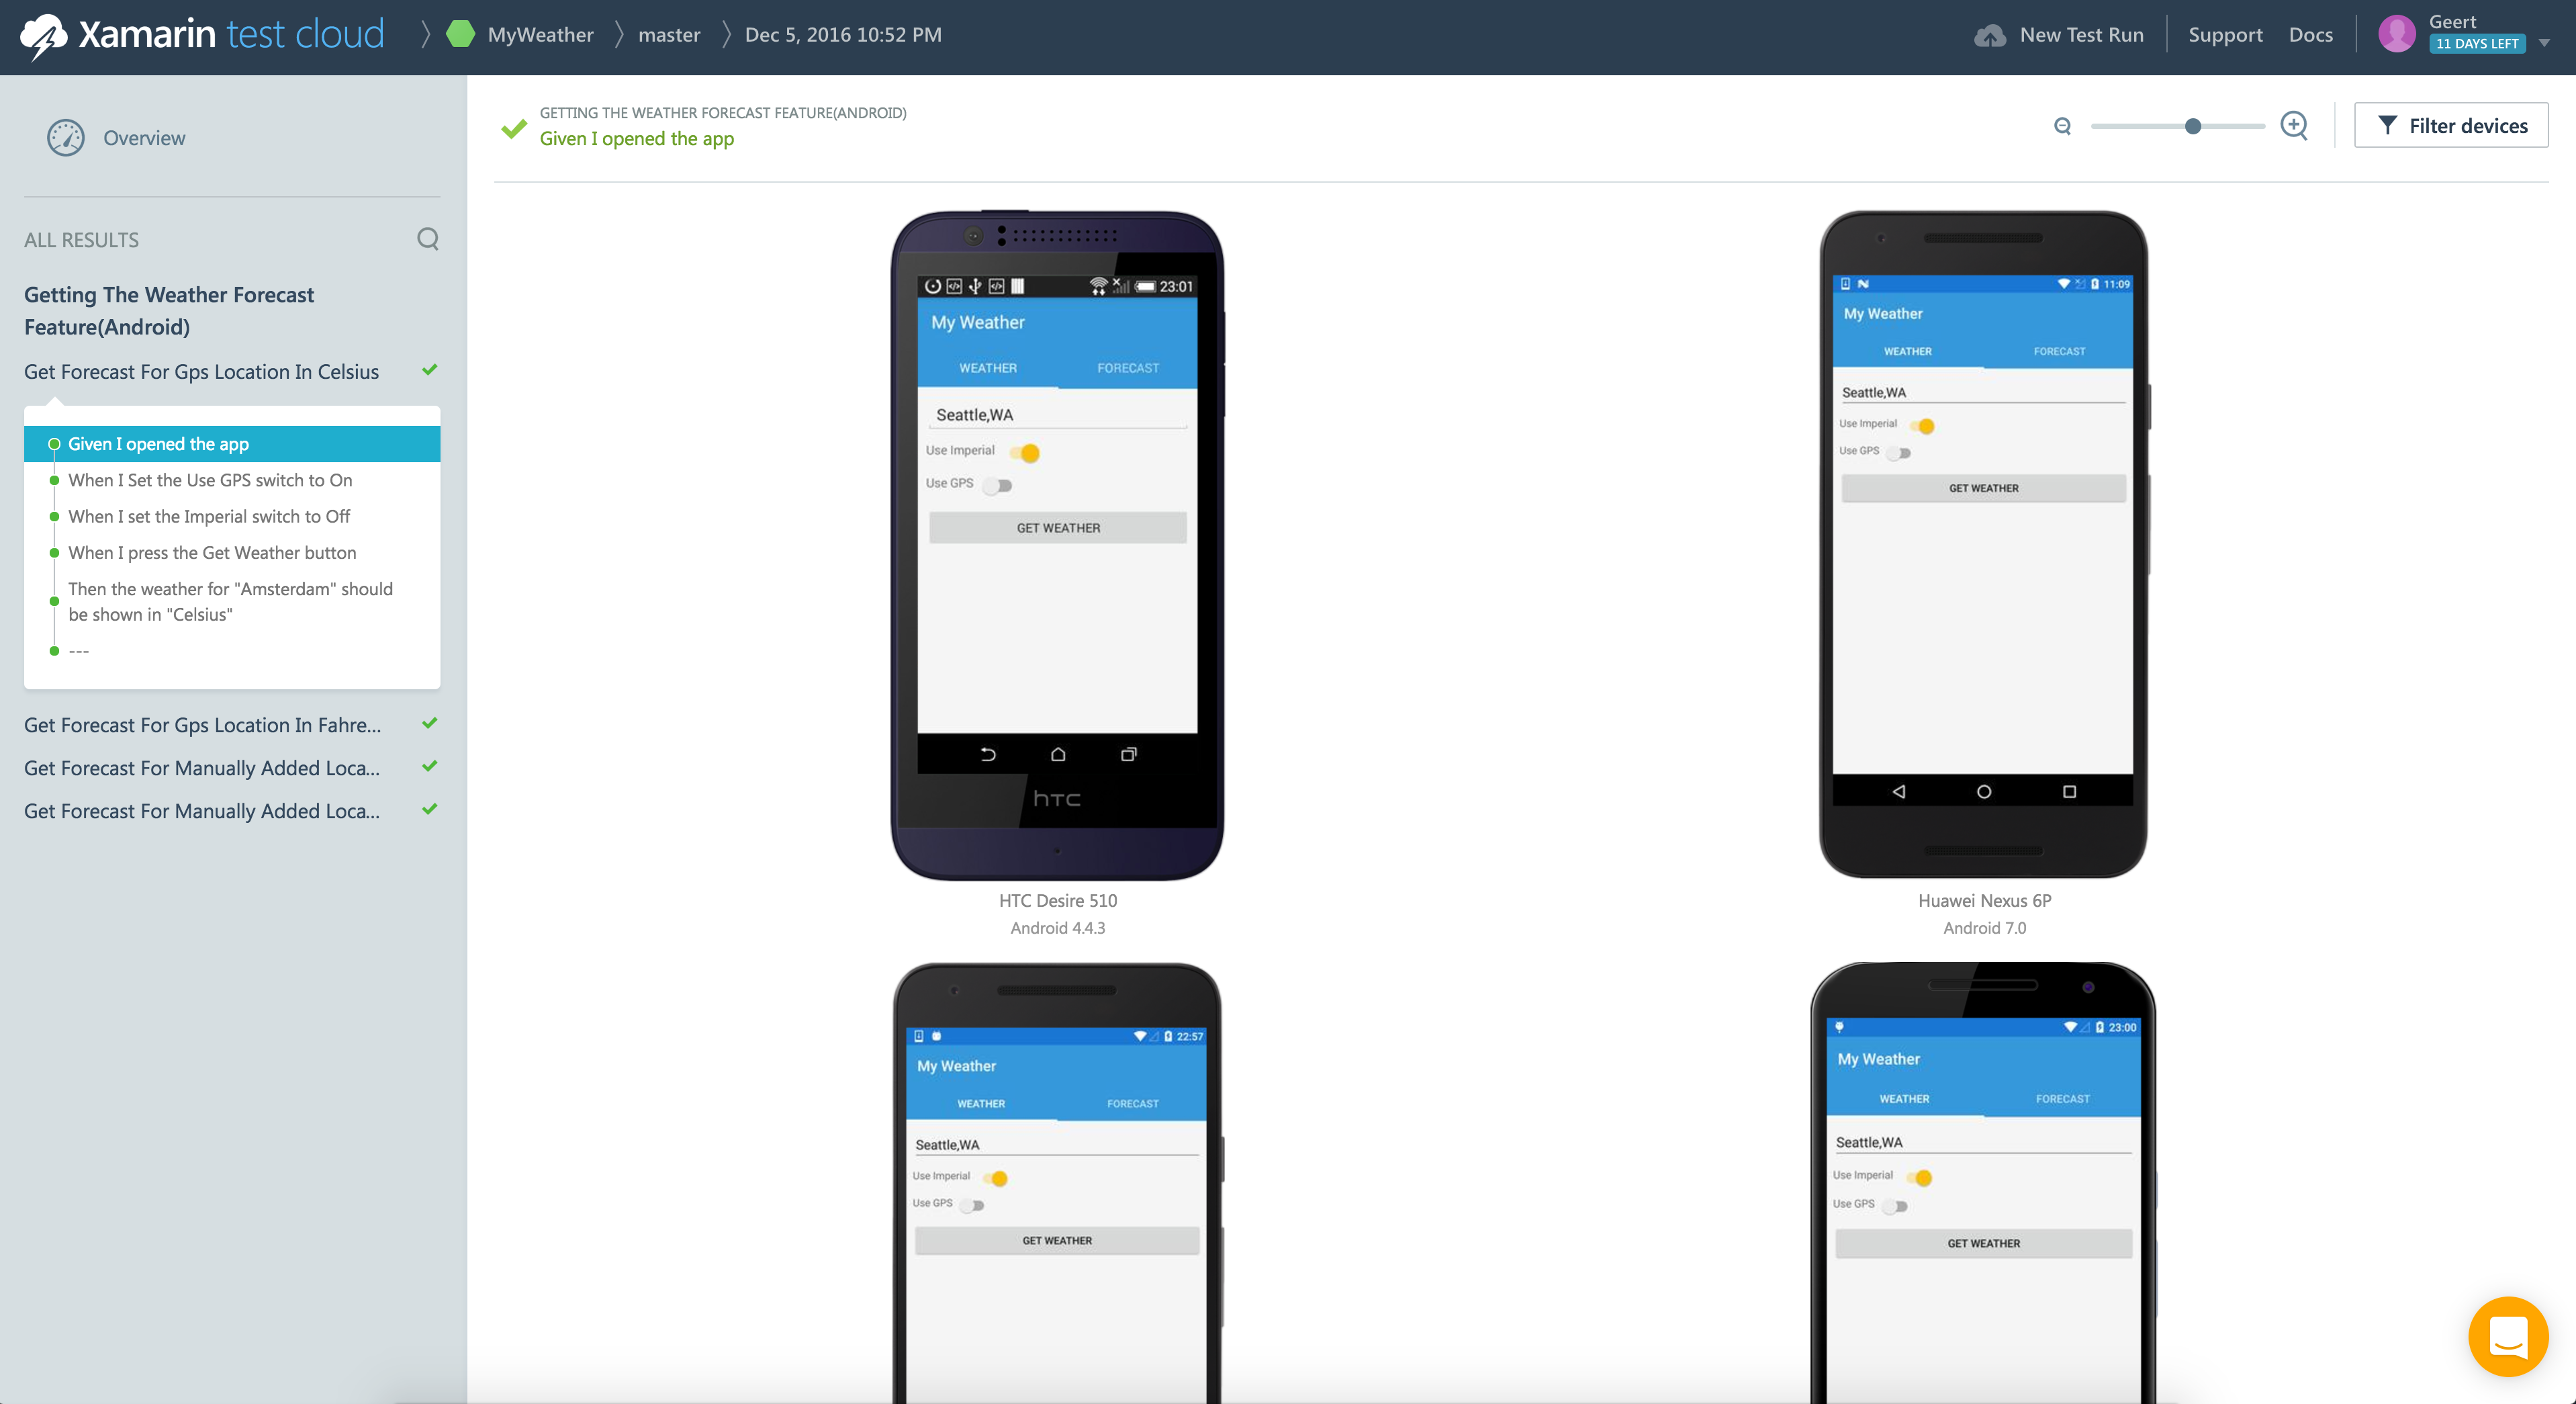 Xamarin test cloud
MyWeather
master
Dec 5, 2016 10:52 PM
New Test Run
Support
Docs
Geert
11 DAYS LEFT
Overview
ALL RESULTS
Getting The Weather Forecast
Feature(Android)
Get Forecast For Gps Location In Celsius
Given I opened the app
When I Set the Use GPS switch to On
When I set the Imperial switch to Off
When I press the Get Weather button
Then the weather for "Amsterdam" should
be shown in "Celsius"
---
Get Forecast For Gps Location In Fahre...
Get Forecast For Manually Added Loca...
Get Forecast For Manually Added Loca...
GETTING THE WEATHER FORECAST FEATURE(ANDROID)
Given I opened the app
Filter devices
23:01
My Weather
WEATHER
FORECAST
Seattle,WA
Use Imperial
Use GPS
GET WEATHER
hTC
HTC Desire 510
Android 4.4.3
11:09
My Weather
WEATHER
FORECAST
Seattle,WA
Use Imperial
Use GPS
GET WEATHER
Huawei Nexus 6P
Android 7.0
22:57
My Weather
WEATHER
FORECAST
Seattle,WA
Use Imperial
Use GPS
GET WEATHER
23:00
My Weather
WEATHER
FORECAST
Seattle,WA
Use Imperial
Use GPS
GET WEATHER